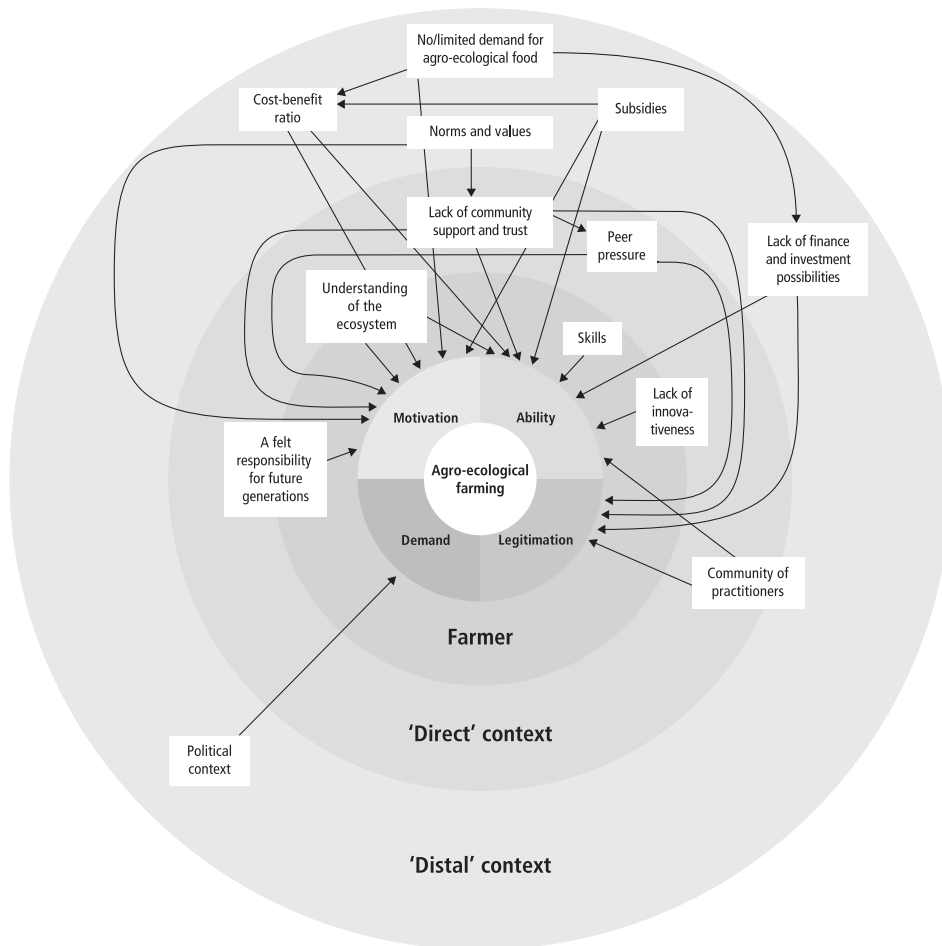 No/limited demand for
agro-ecological food
Cost-benefit
ratio
Subsidies
Norms and values
Lack of community
support and trust
Peer
pressure
Lack of finance
and investment
possibilities
Understanding
of the
ecosystem
Skills
Lack of
innova-
tiveness
Motivation
Ability
A felt
responsibility
for future
generations
Agro-ecological
farming
Demand
Legitimation
Community of
practitioners
Farmer
‘Direct’ context
Political
context
‘Distal’ context